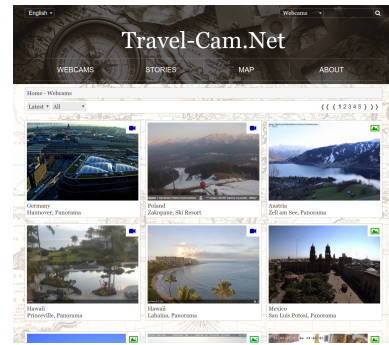 English
Webcams
Travel-Cam.Net
WEBCAMS STORIES MAP ABOUT
Home - Webcams
Latest All
⟨⟨ ⟨ 1 2 3 4 5 ⟩ ⟩⟩
Germany
Hannover, Panorama
Poland
Zakopane, Ski Resort
Austria
Zell am See, Panorama
Hawaii
Princeville, Panorama
Hawaii
Lahaina, Panorama
Mexico
San Luis Potosi, Panorama